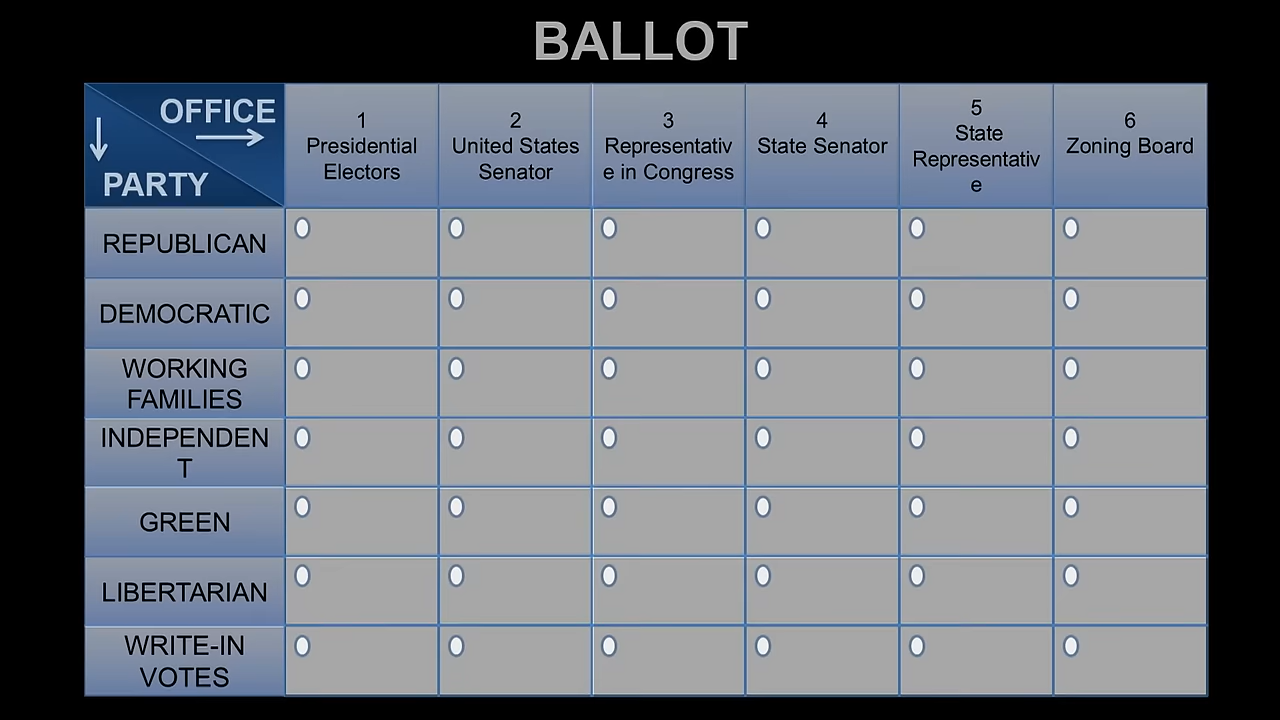 BALLOT
OFFICE
PARTY
1
Presidential
Electors
2
United States
Senator
3
Representativ
e in Congress
4
State Senator
5
State
Representativ
e
6
Zoning Board
REPUBLICAN
DEMOCRATIC
WORKING
FAMILIES
INDEPENDEN
T
GREEN
LIBERTARIAN
WRITE-IN
VOTES